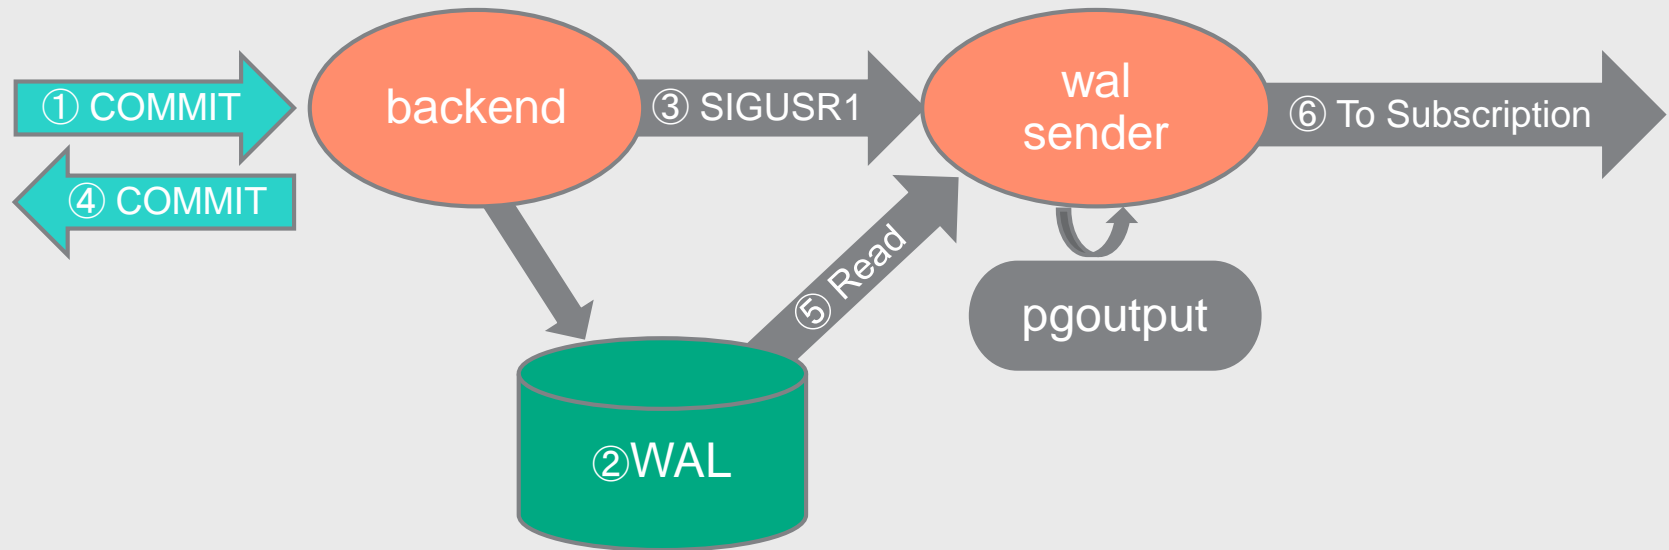 ① COMMIT
backend
③ SIGUSR1
wal
sender
⑥ To Subscription
④ COMMIT
⑤ Read
pgoutput
②WAL